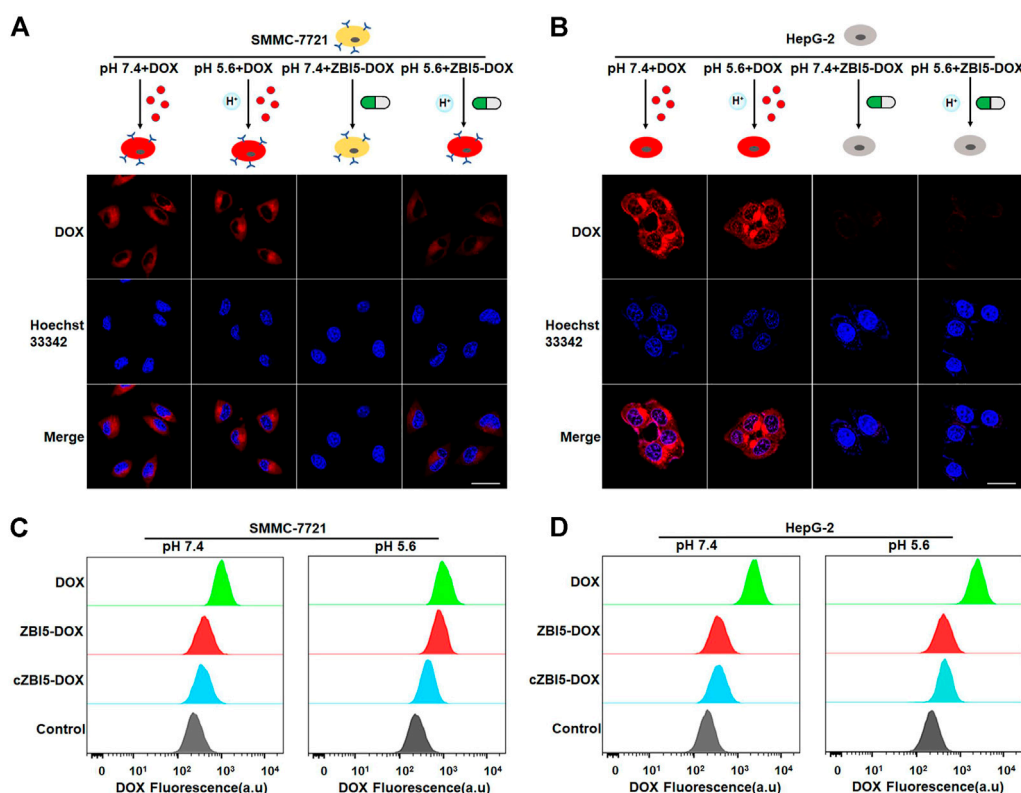 A
SMMC-7721
pH 7.4+DOX pH 5.6+DOX pH 7.4+ZBI5-DOX pH 5.6+ZBI5-DOX
H⁺ H⁺
DOX
Hoechst
33342
Merge
B
HepG-2
pH 7.4+DOX pH 5.6+DOX pH 7.4+ZBI5-DOX pH 5.6+ZBI5-DOX
H⁺ H⁺
DOX
Hoechst
33342
Merge
C
SMMC-7721
pH 7.4 pH 5.6
DOX
ZBI5-DOX
cZBI5-DOX
Control
0 10¹ 10² 10³ 10⁴ 0 10¹ 10² 10³ 10⁴
DOX Fluorescence(a.u) DOX Fluorescence(a.u)
D
HepG-2
pH 7.4 pH 5.6
DOX
ZBI5-DOX
cZBI5-DOX
Control
0 10¹ 10² 10³ 10⁴ 0 10¹ 10² 10³ 10⁴
DOX Fluorescence(a.u) DOX Fluorescence(a.u)